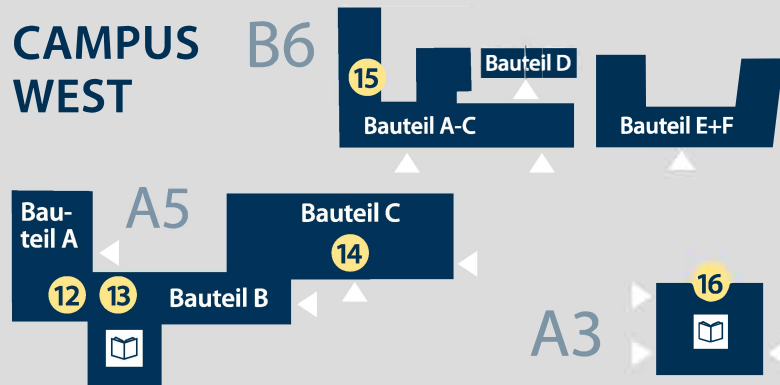 CAMPUS
WEST
B6
15
Bauteil D
Bauteil A-C
Bauteil E+F
A5
Bau-
teil A
Bauteil C
14
12
13
Bauteil B
16
A3